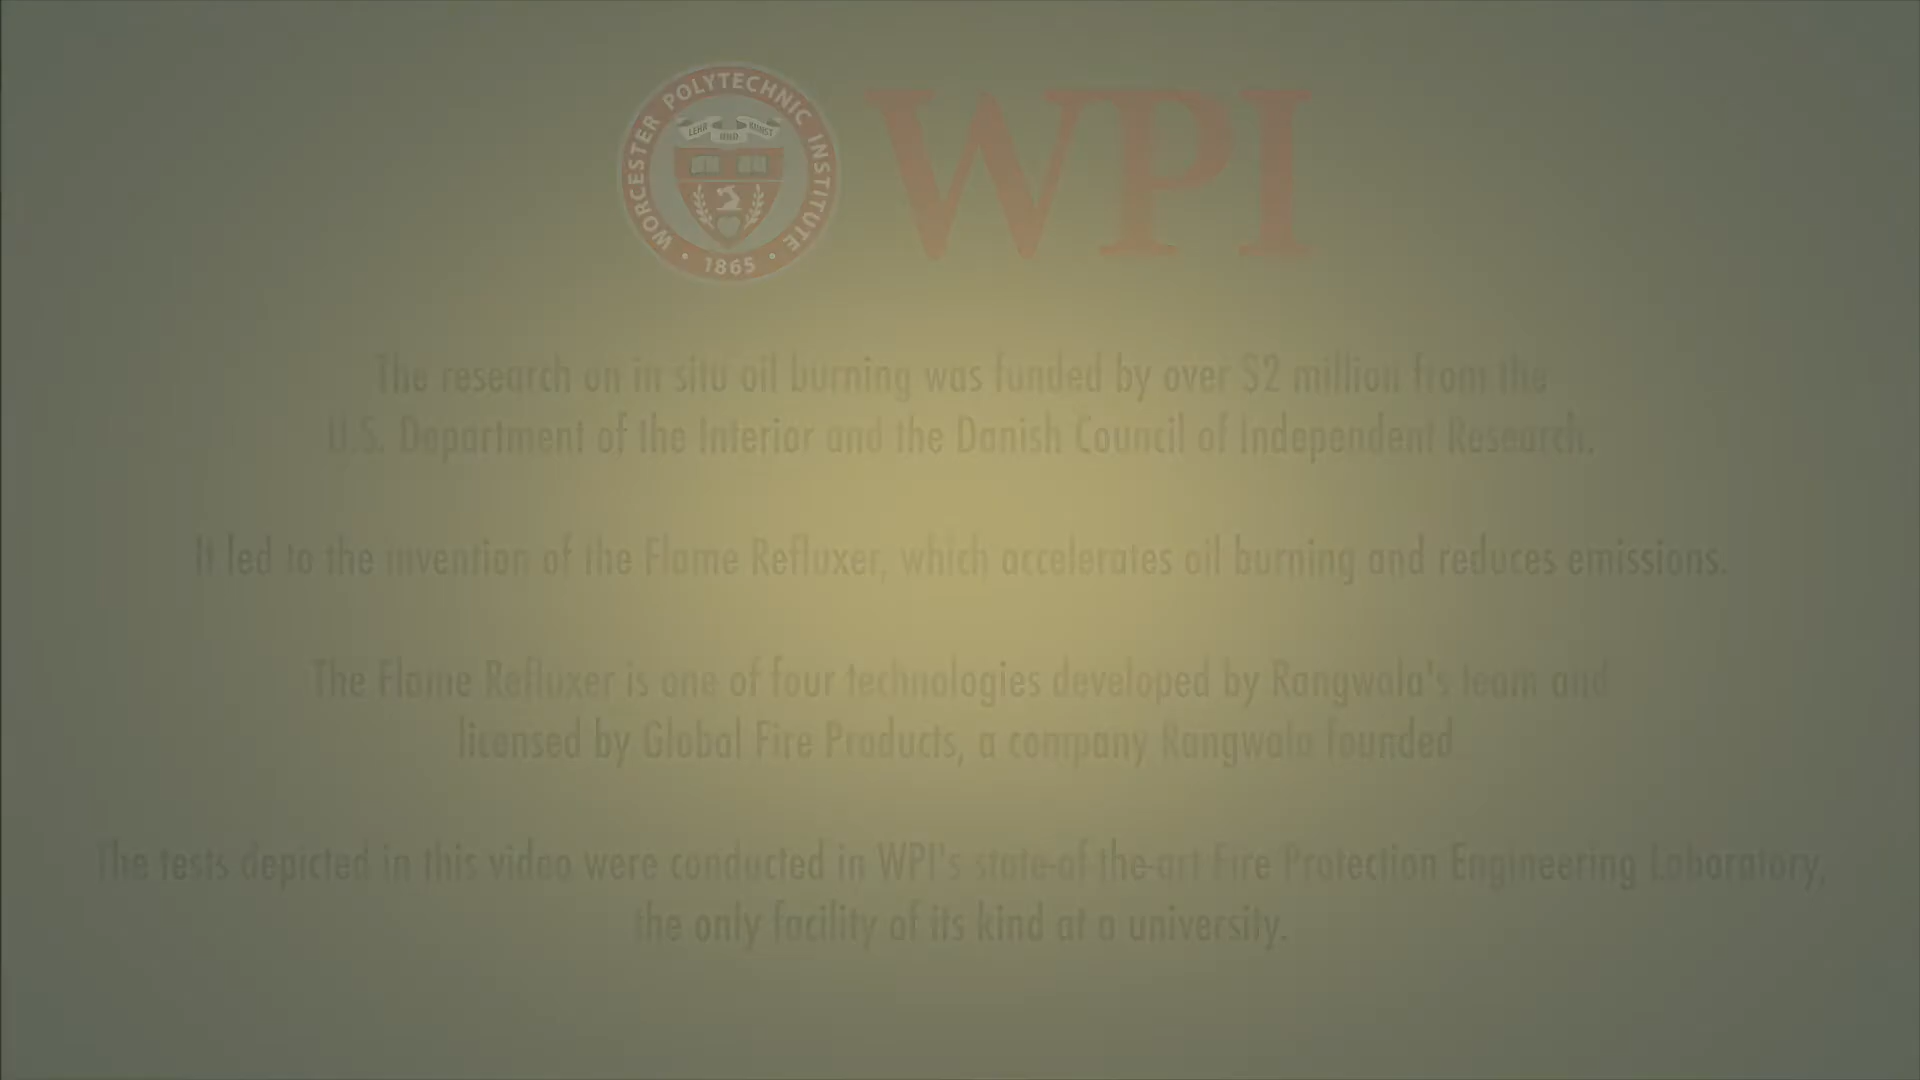 WORCESTER POLYTECHNIC INSTITUTE
LEHR UND KUNST
1865
WPI
The research on in situ oil burning was funded by over $2 million from the
U.S. Department of the Interior and the Danish Council of Independent Research.
It led to the invention of the Flame Refluxer, which accelerates oil burning and reduces emissions.
The Flame Refluxer is one of four technologies developed by Rangwala's team and
licensed by Global Fire Products, a company Rangwala founded.
The tests depicted in this video were conducted in WPI's state-of the-art Fire Protection Engineering Laboratory,
the only facility of its kind at a university.